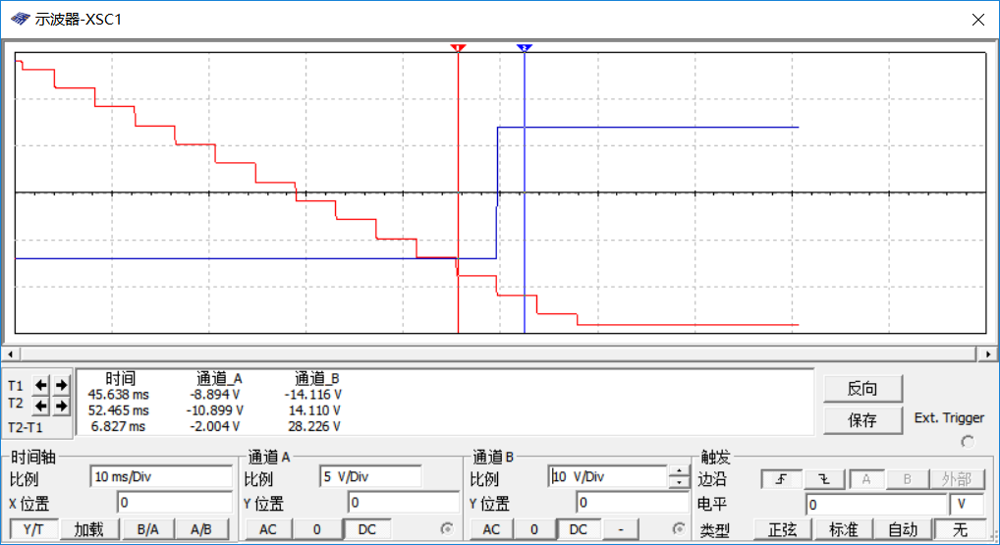 示波器-XSC1
1 2
时间 通道_A 通道_B
T1 45.638 ms -8.894 V -14.116 V
T2 52.465 ms -10.899 V 14.110 V
T2-T1 6.827 ms -2.004 V 28.226 V
反向
保存
Ext. Trigger
时间轴 通道 A 通道 B 触发
比例 10 ms/Div 比例 5 V/Div 比例 10 V/Div 边沿 A B 外部
X 位置 0 Y 位置 0 Y 位置 0 电平 0 V
Y/T 加载 B/A A/B AC 0 DC AC 0 DC - 类型 正弦 标准 自动 无